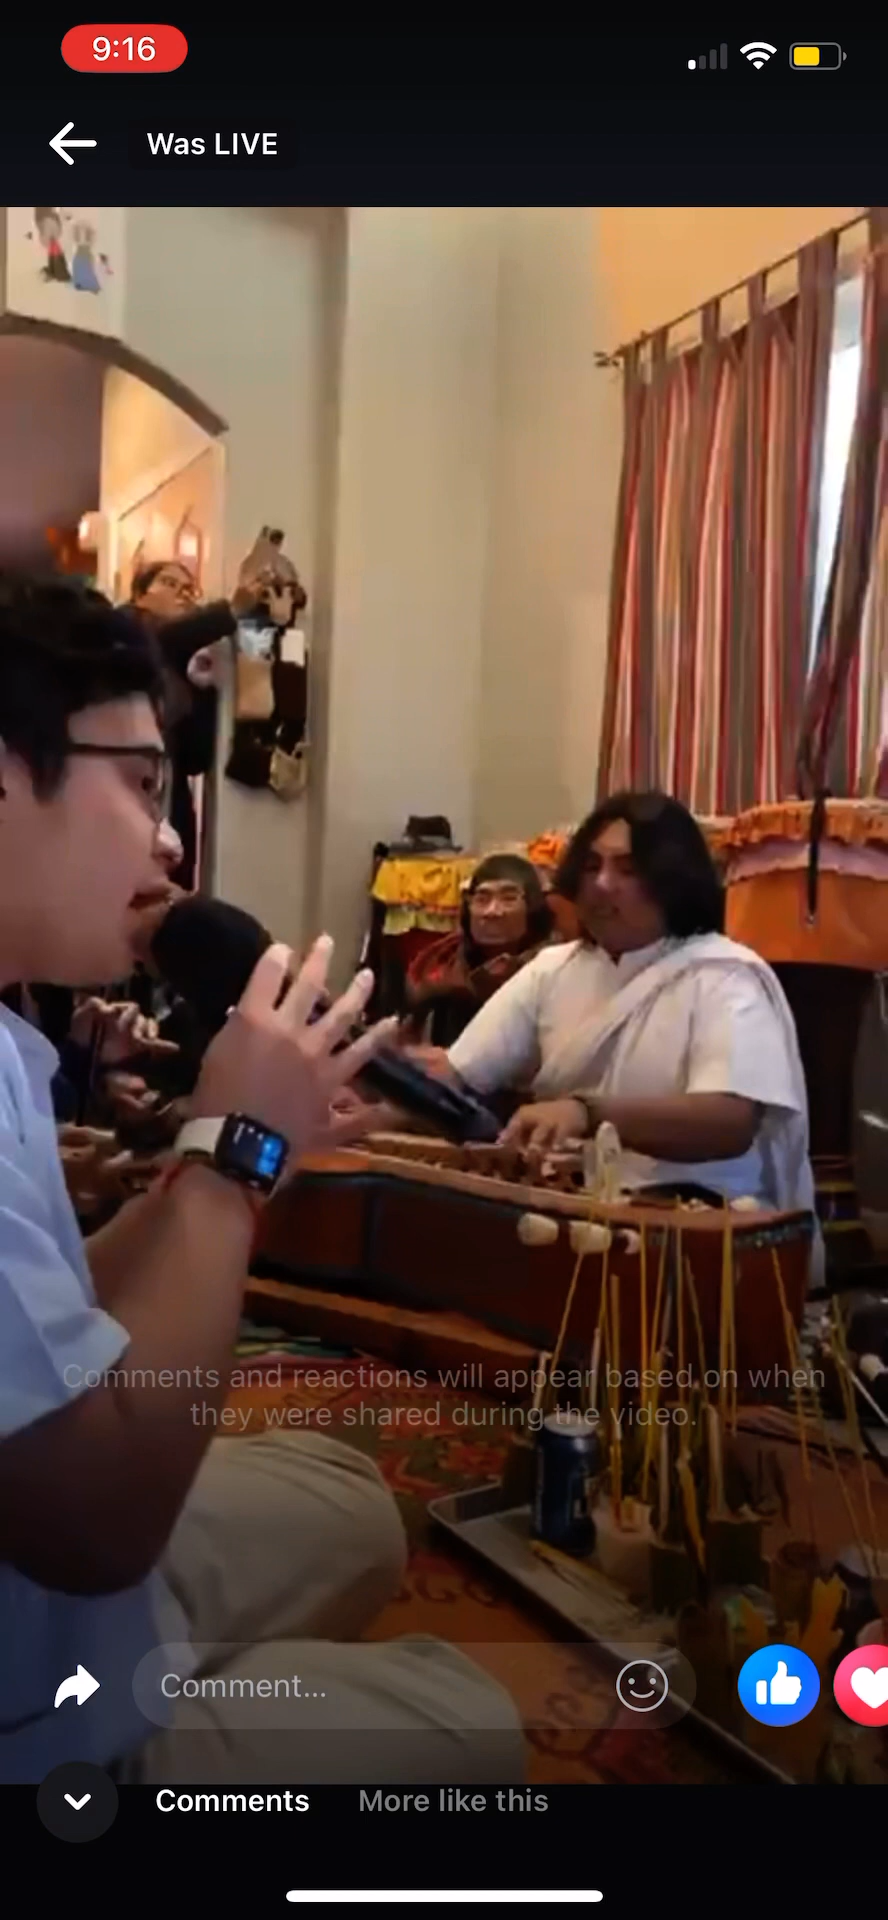 9:16
Was LIVE
Comments and reactions will appear based on when
they were shared during the video.
Comment...
Comments
More like this